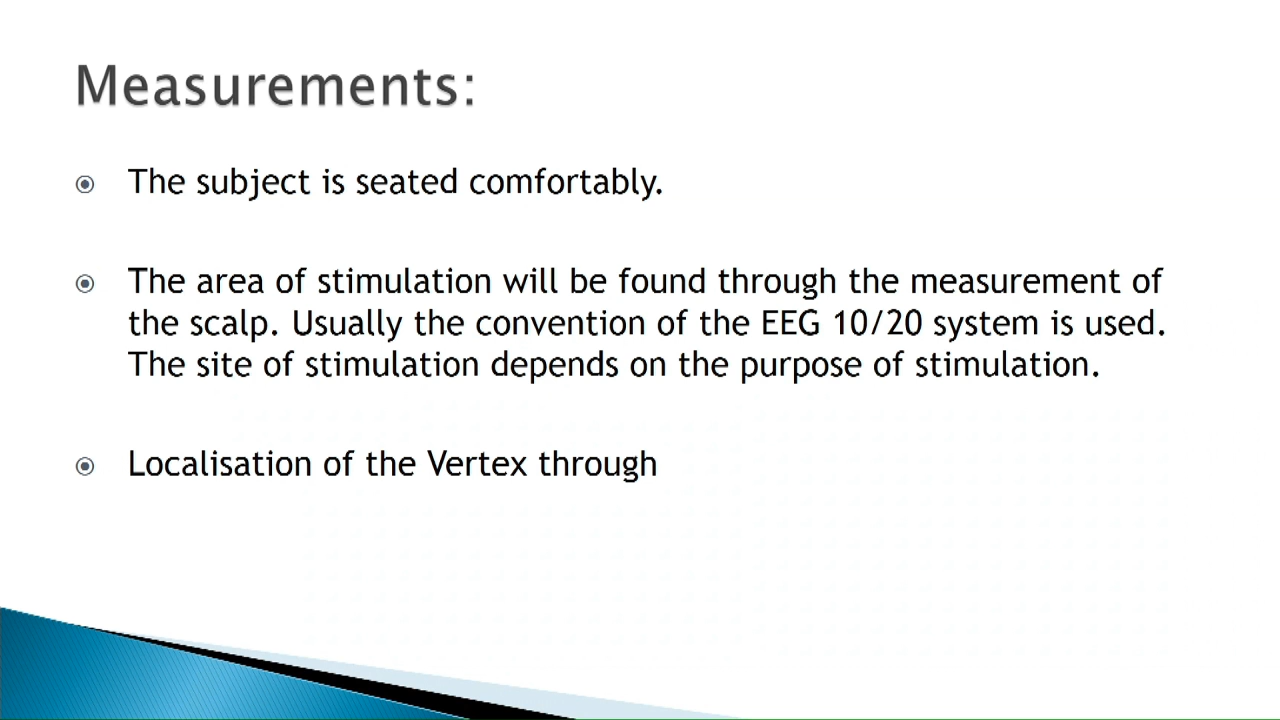 Measurements:
The subject is seated comfortably.
The area of stimulation will be found through the measurement of
the scalp. Usually the convention of the EEG 10/20 system is used.
The site of stimulation depends on the purpose of stimulation.
Localisation of the Vertex through